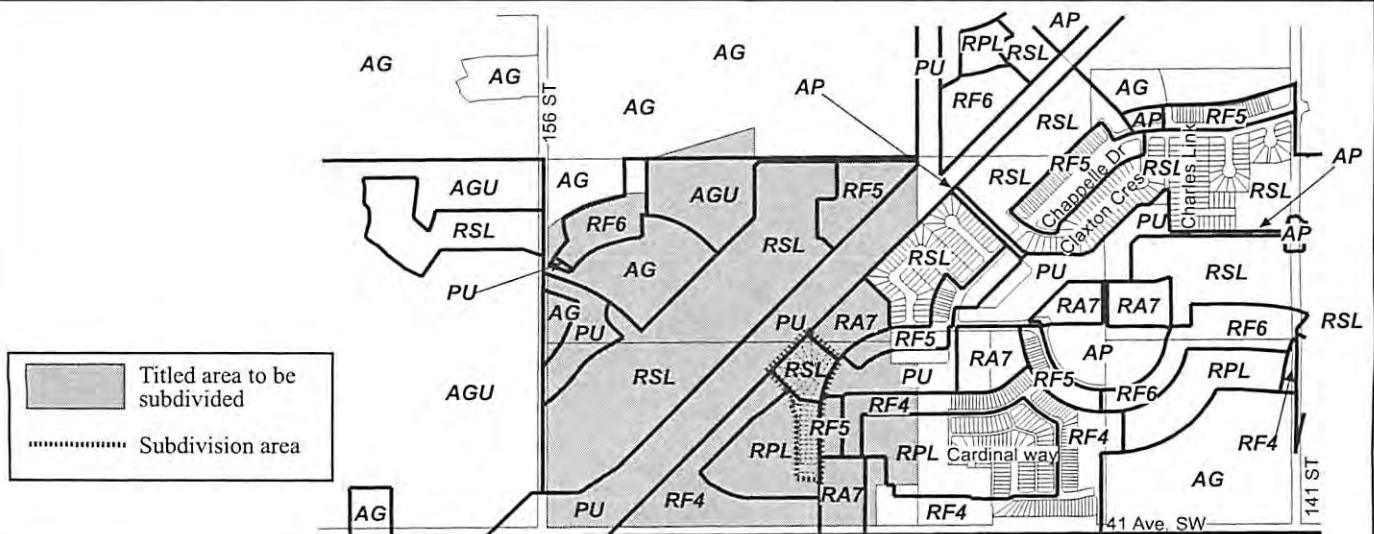 AP
RPL
RSL
AG
AG
PU
AG
AP
RF6
AG
156 ST
AG
RSL
AP
RF5
Charles Link
RF5
Chappelle Dr
RSL
AP
AGU
AG
AGU
RF5
RSL
Claxton Cres
RSL
RF6
RSL
RSL
PU
AP
AG
RSL
PU
RSL
PU
PU
AG
PU
RA7
RA7
RA7
PU
RF6
RSL
RF5
AP
Titled area to be
subdivided
RSL
RSL
RA7
RPL
PU
RF5
AGU
RF4
RF6
Subdivision area
RF5
RF4
RPL
RPL
Cardinal way
RF4
AG
RA7
AG
PU
RF4
RF4
141 ST
41 Ave. SW